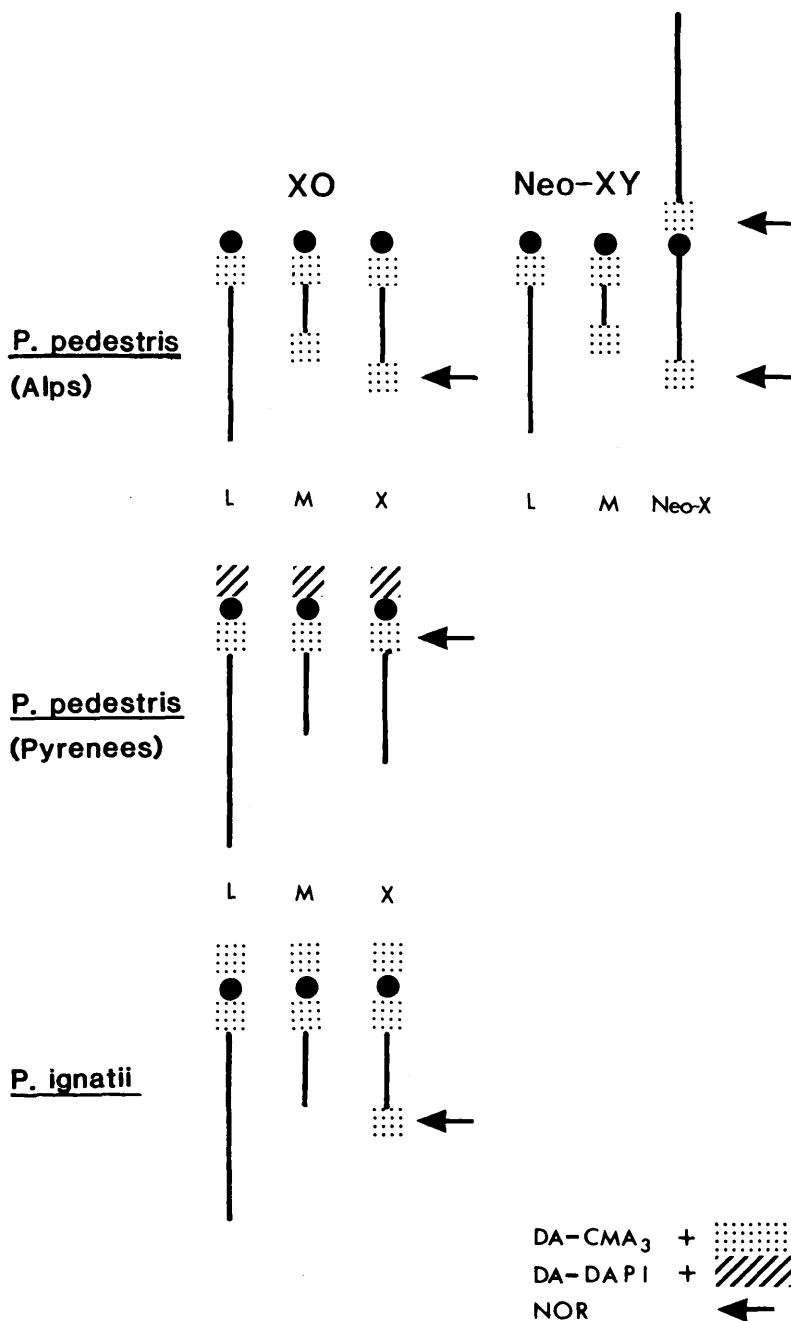 XO Neo-XY
P. pedestris
(Alps)
L M X L M Neo-X
P. pedestris
(Pyrenees)
L M X
P. ignatii
DA-CMA₃ +
DA-DAPI +
NOR